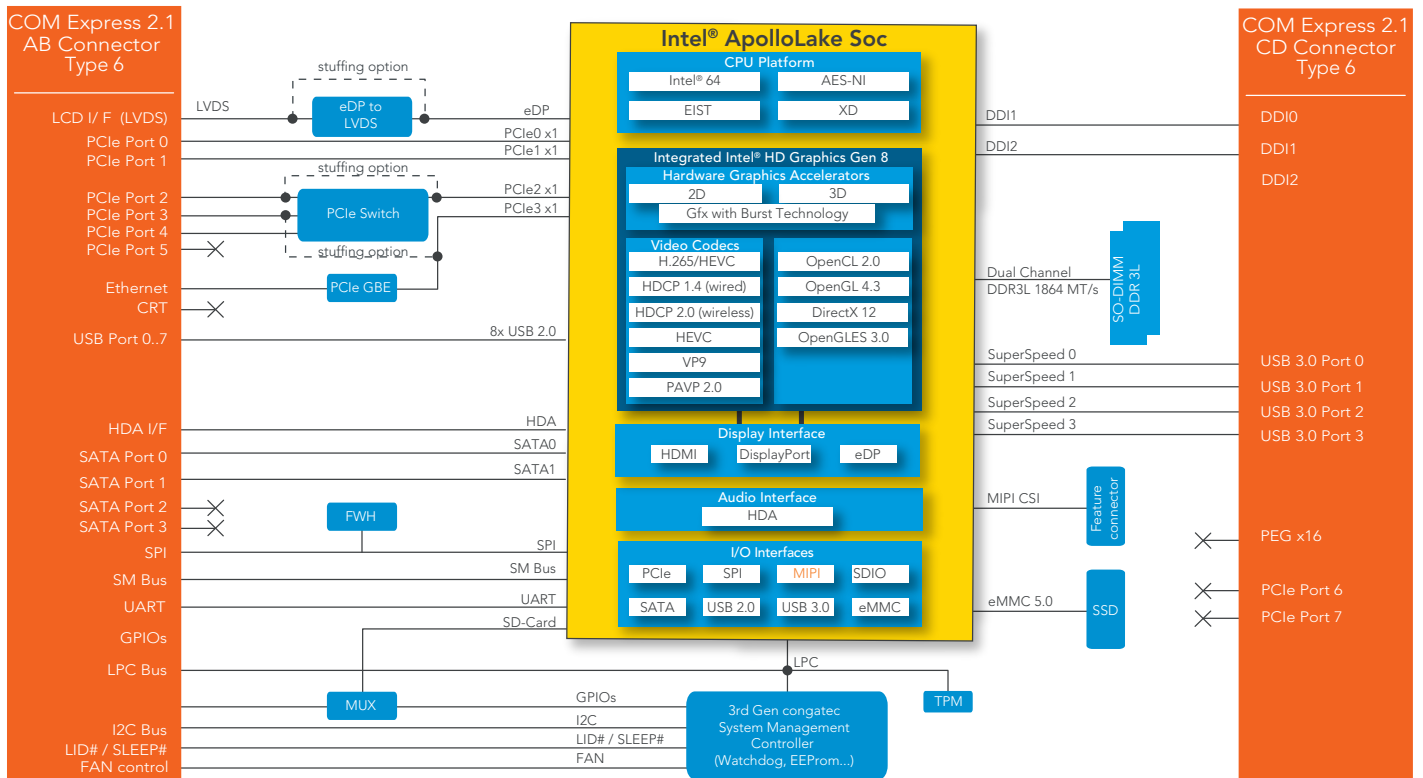 COM Express 2.1
AB Connector
Type 6
LCD I/ F (LVDS)
PCIe Port 0
PCIe Port 1
PCIe Port 2
PCIe Port 3
PCIe Port 4
PCIe Port 5
Ethernet
CRT
USB Port 0..7
HDA I/F
SATA Port 0
SATA Port 1
SATA Port 2
SATA Port 3
SPI
SM Bus
UART
GPIOs
LPC Bus
I2C Bus
LID# / SLEEP#
FAN control
stuffing option
LVDS
eDP to
LVDS
eDP
PCIe0 x1
PCIe1 x1
stuffing option
PCIe2 x1
PCIe3 x1
PCIe Switch
stuffing option
PCIe GBE
8x USB 2.0
HDA
SATA0
SATA1
FWH
SPI
SM Bus
UART
SD-Card
MUX
GPIOs
I2C
LID# / SLEEP#
FAN
Intel® ApolloLake Soc
CPU Platform
Intel® 64
AES-NI
EIST
XD
Integrated Intel® HD Graphics Gen 8
Hardware Graphics Accelerators
2D
3D
Gfx with Burst Technology
Video Codecs
H.265/HEVC
HDCP 1.4 (wired)
HDCP 2.0 (wireless)
HEVC
VP9
PAVP 2.0
OpenCL 2.0
OpenGL 4.3
DirectX 12
OpenGLES 3.0
Display Interface
HDMI
DisplayPort
eDP
Audio Interface
HDA
I/O Interfaces
PCIe
SPI
MIPI
SDIO
SATA
USB 2.0
USB 3.0
eMMC
LPC
3rd Gen congatec
System Management
Controller
(Watchdog, EEProm...)
TPM
DDI1
DDI2
Dual Channel
DDR3L 1864 MT/s
SO-DIMM
DDR 3L
SuperSpeed 0
SuperSpeed 1
SuperSpeed 2
SuperSpeed 3
MIPI CSI
Feature
connector
eMMC 5.0
SSD
COM Express 2.1
CD Connector
Type 6
DDI0
DDI1
DDI2
USB 3.0 Port 0
USB 3.0 Port 1
USB 3.0 Port 2
USB 3.0 Port 3
PEG x16
PCIe Port 6
PCIe Port 7